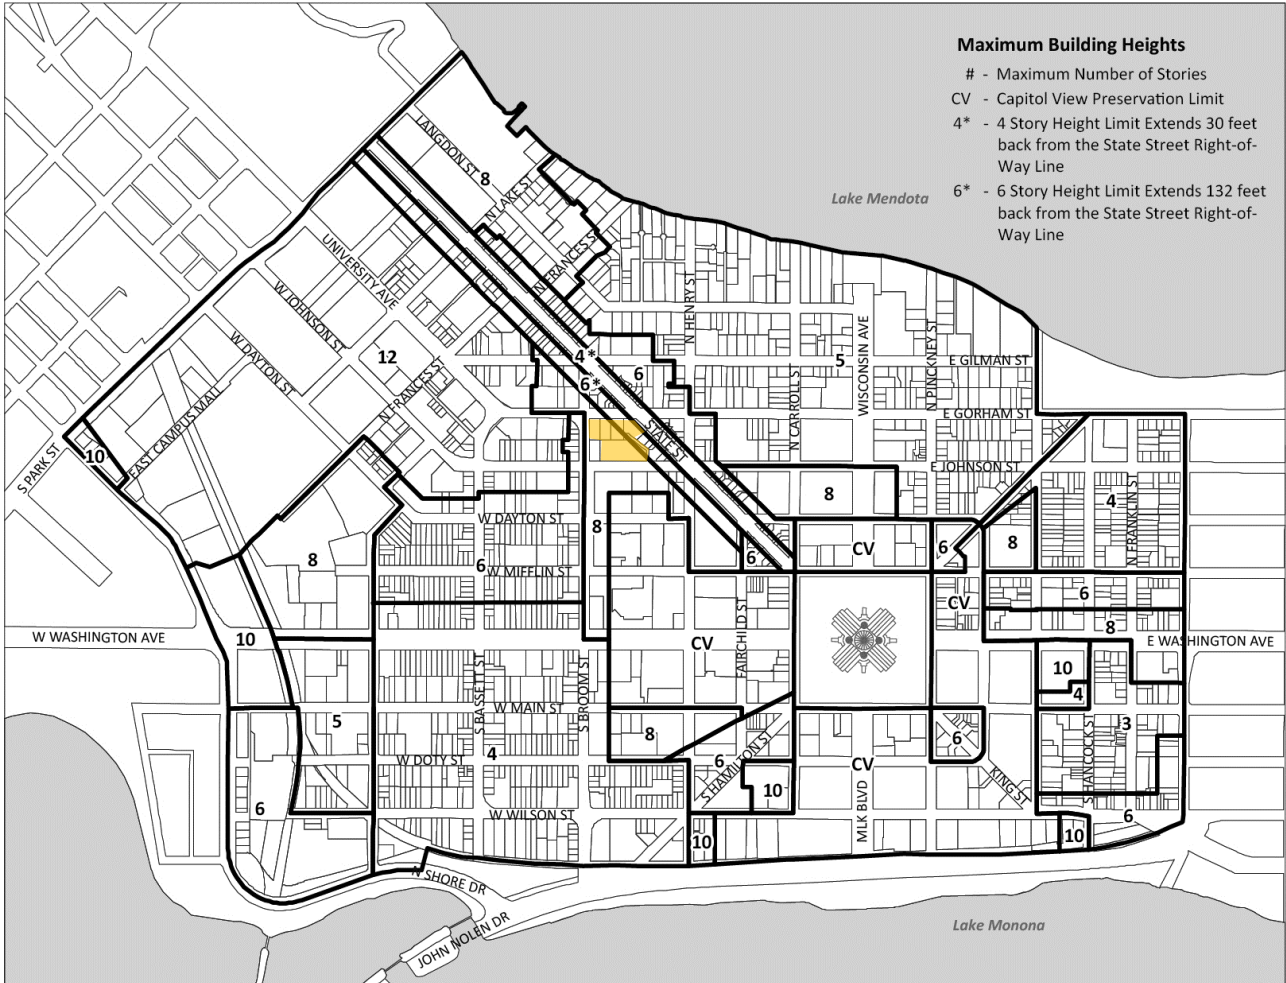 Maximum Building Heights
# - Maximum Number of Stories
CV - Capitol View Preservation Limit
4* - 4 Story Height Limit Extends 30 feet
back from the State Street Right-of-
Way Line
6* - 6 Story Height Limit Extends 132 feet
back from the State Street Right-of-
Way Line
Lake Mendota
LANGDON ST
8
N LAKE ST
N FRANCES ST
UNIVERSITY AVE
W JOHNSON ST
W DAYTON ST
12
N FRANCES ST
EAST CAMPUS MALL
S PARK ST
10
4*
6*
6
STATE ST
N HENRY ST
N CARROLL S
WISCONSIN AVE
5
N PINCKNEY ST
E GILMAN ST
E GORHAM ST
E JOHNSON ST
8
4
N FRANKLIN ST
W DAYTON ST
8
CV
6
8
6
8
6
W MIFFLIN ST
CV
6
8
W WASHINGTON AVE
10
CV
FAIRCHILD ST
E WASHINGTON AVE
10
4
S BASSETT ST
S BROOM ST
W MAIN ST
5
4
W DOTY ST
8
6
S HAMILTON ST
CV
6
3
S HANCOCK S
KING ST
10
MLK BLVD
6
W WILSON ST
6
10
10
N SHORE DR
JOHN NOLEN DR
Lake Monona